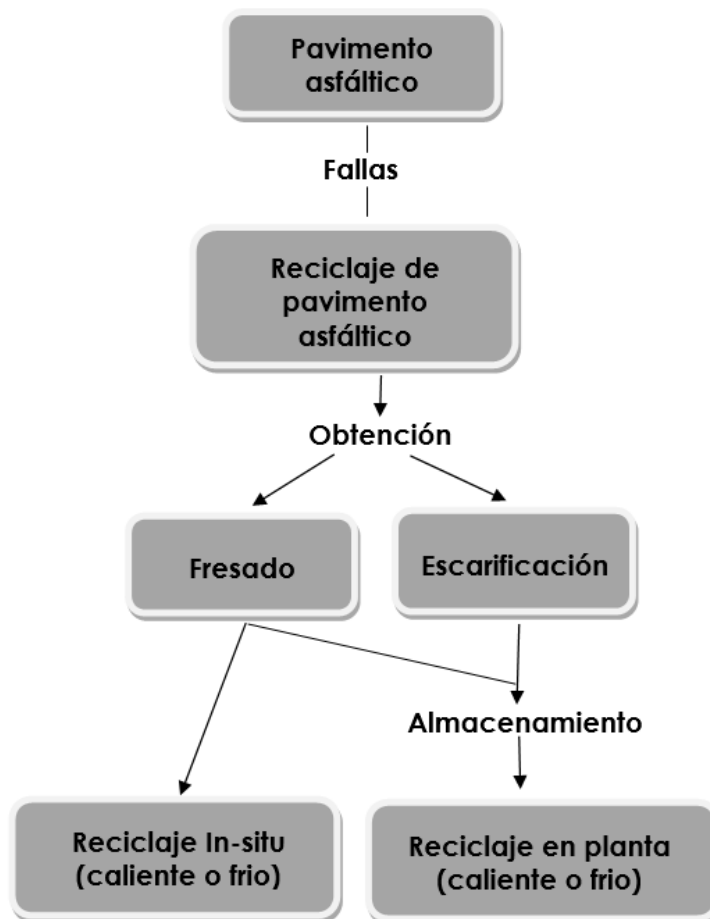 Pavimento
asfáltico
Fallas
Reciclaje de
pavimento
asfáltico
Obtención
Fresado
Escarificación
Almacenamiento
Reciclaje In-situ
(caliente o frio)
Reciclaje en planta
(caliente o frio)